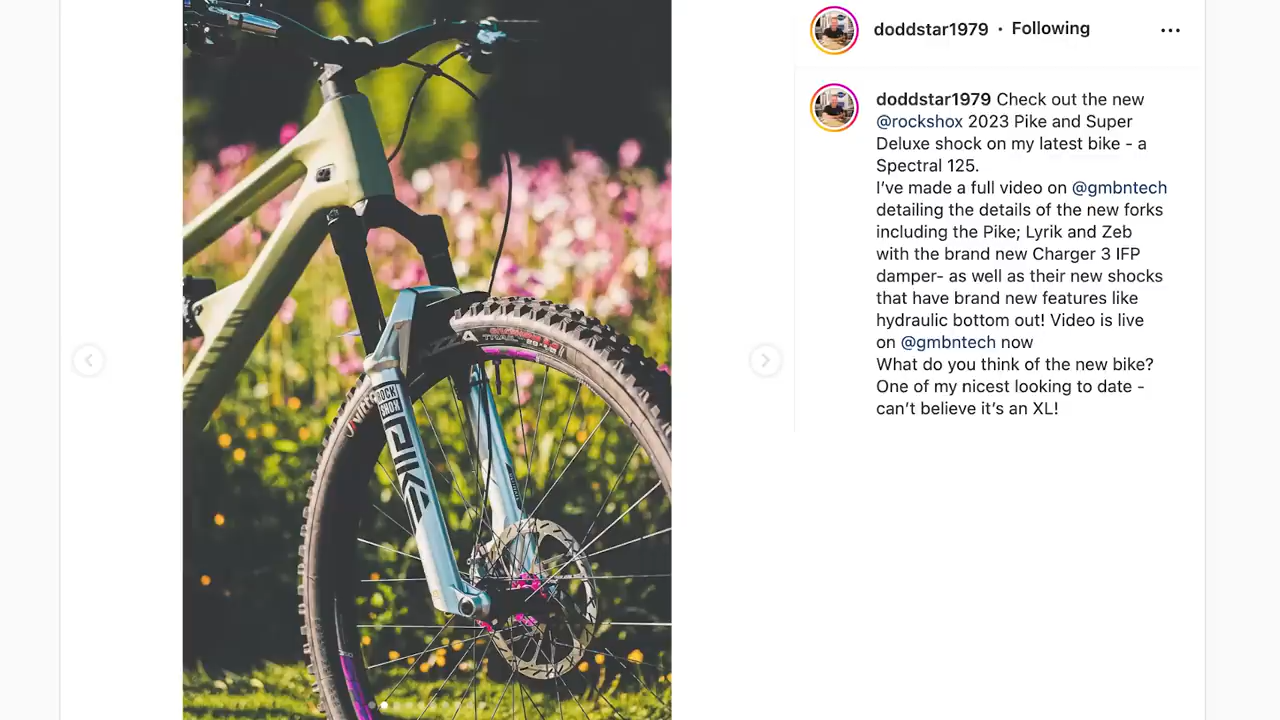 doddstar1979 • Following
doddstar1979 Check out the new
@rockshox 2023 Pike and Super
Deluxe shock on my latest bike - a
Spectral 125.
I’ve made a full video on @gmbntech
detailing the details of the new forks
including the Pike; Lyrik and Zeb
with the brand new Charger 3 IFP
damper- as well as their new shocks
that have brand new features like
hydraulic bottom out! Video is live
on @gmbntech now
What do you think of the new bike?
One of my nicest looking to date -
can’t believe it’s an XL!
TRAIL
ROCK
SHOX
PIKE